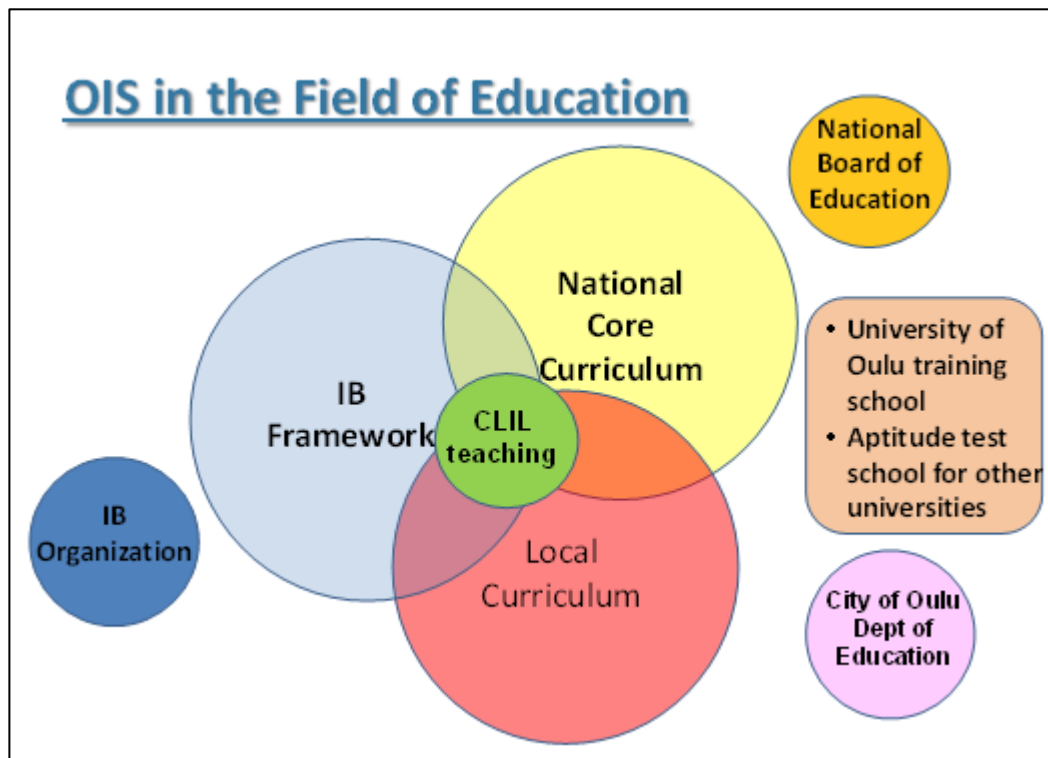 OIS in the Field of Education
National
Board of
Education
National
Core
Curriculum
IB
Framework
CLIL
teaching
• University of
Oulu training
school
• Aptitude test
school for other
universities
IB
Organization
Local
Curriculum
City of Oulu
Dept of
Education